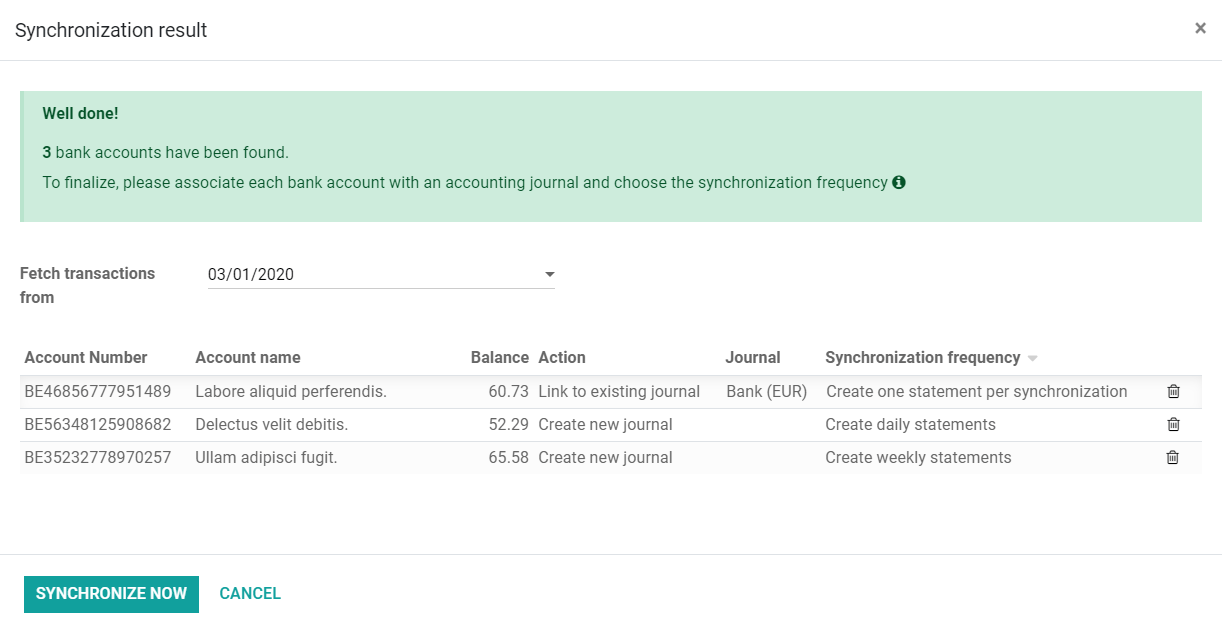 Synchronization result
×
Well done!
3 bank accounts have been found.
To finalize, please associate each bank account with an accounting journal and choose the synchronization frequency
Fetch transactions
from
03/01/2020
Account Number Account name Balance Action Journal Synchronization frequency
BE46856777951489 Labore aliquid perferendis. 60.73 Link to existing journal Bank (EUR) Create one statement per synchronization
BE56348125908682 Delectus velit debitis. 52.29 Create new journal Create daily statements
BE35232778970257 Ullam adipisci fugit. 65.58 Create new journal Create weekly statements
SYNCHRONIZE NOW CANCEL